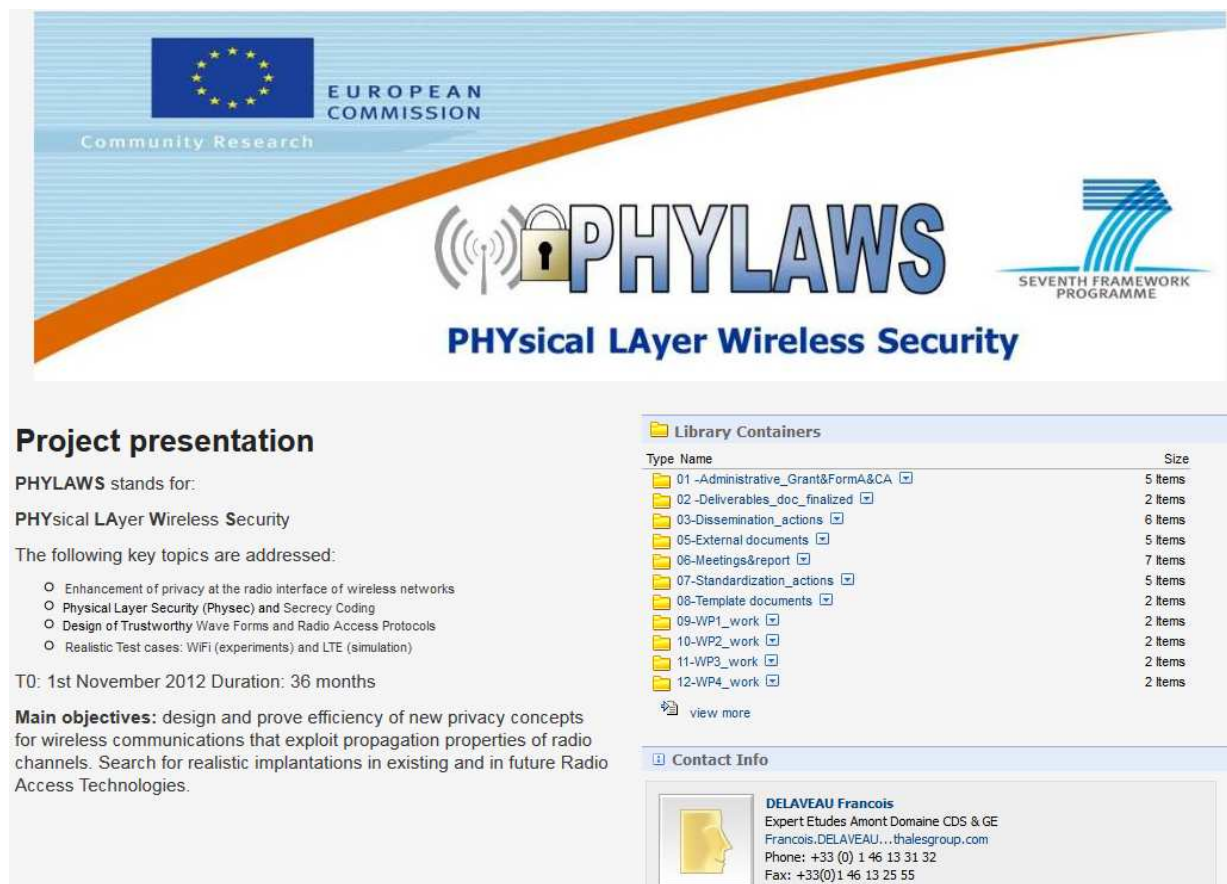 EUROPEAN
COMMISSION
Community Research
PHYLAWS
SEVENTH FRAMEWORK
PROGRAMME
PHYsical LAyer Wireless Security
Project presentation
PHYLAWS stands for:
PHYsical LAyer Wireless Security
The following key topics are addressed:
Enhancement of privacy at the radio interface of wireless networks
Physical Layer Security (Physec) and Secrecy Coding
Design of Trustworthy Wave Forms and Radio Access Protocols
Realistic Test cases: WiFi (experiments) and LTE (simulation)
T0: 1st November 2012 Duration: 36 months
Main objectives: design and prove efficiency of new privacy concepts
for wireless communications that exploit propagation properties of radio
channels. Search for realistic implantations in existing and in future Radio
Access Technologies.
Library Containers
Type Name Size
01 -Administrative_Grant&FormA&CA 5 Items
02 -Deliverables_doc_finalized 2 Items
03-Dissemination_actions 6 Items
05-External documents 5 Items
06-Meetings&report 7 Items
07-Standardization_actions 5 Items
08-Template documents 2 Items
09-WP1_work 2 Items
10-WP2_work 2 Items
11-WP3_work 2 Items
12-WP4_work 2 Items
view more
Contact Info
DELAVEAU Francois
Expert Etudes Amont Domaine CDS & GE
Francois.DELAVEAU...thalesgroup.com
Phone: +33 (0) 1 46 13 31 32
Fax: +33(0)1 46 13 25 55